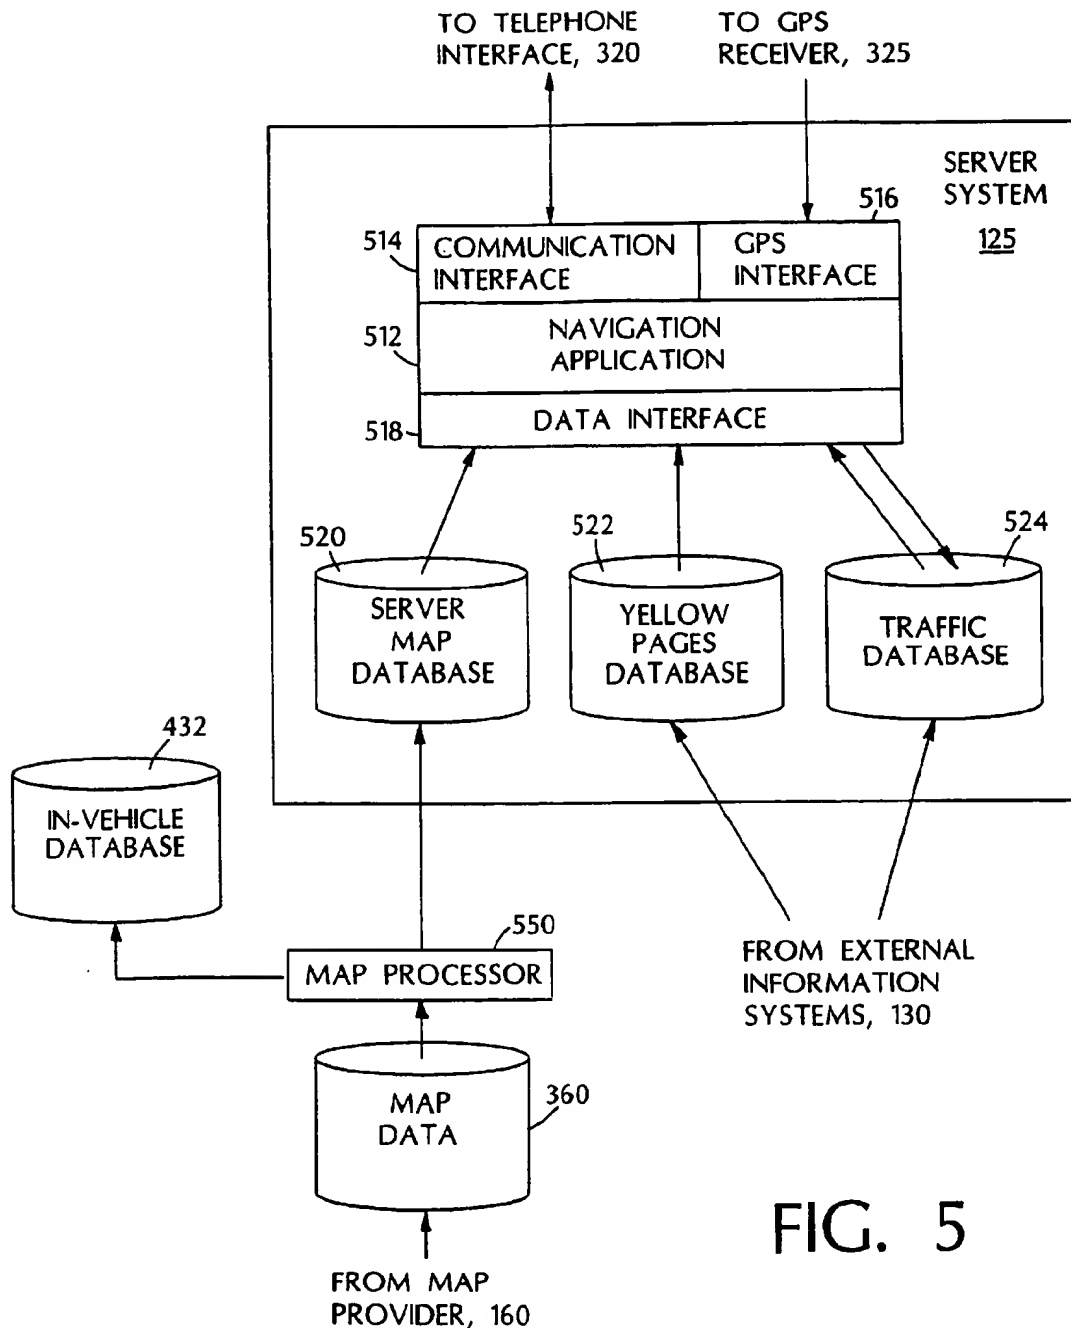 TO TELEPHONE
INTERFACE, 320
TO GPS
RECEIVER, 325
SERVER
SYSTEM
125
516
514
COMMUNICATION
INTERFACE
GPS
INTERFACE
512
NAVIGATION
APPLICATION
518
DATA INTERFACE
520
522
524
SERVER
MAP
DATABASE
YELLOW
PAGES
DATABASE
TRAFFIC
DATABASE
432
IN-VEHICLE
DATABASE
550
MAP PROCESSOR
FROM EXTERNAL
INFORMATION
SYSTEMS, 130
360
MAP
DATA
FIG. 5
FROM MAP
PROVIDER, 160